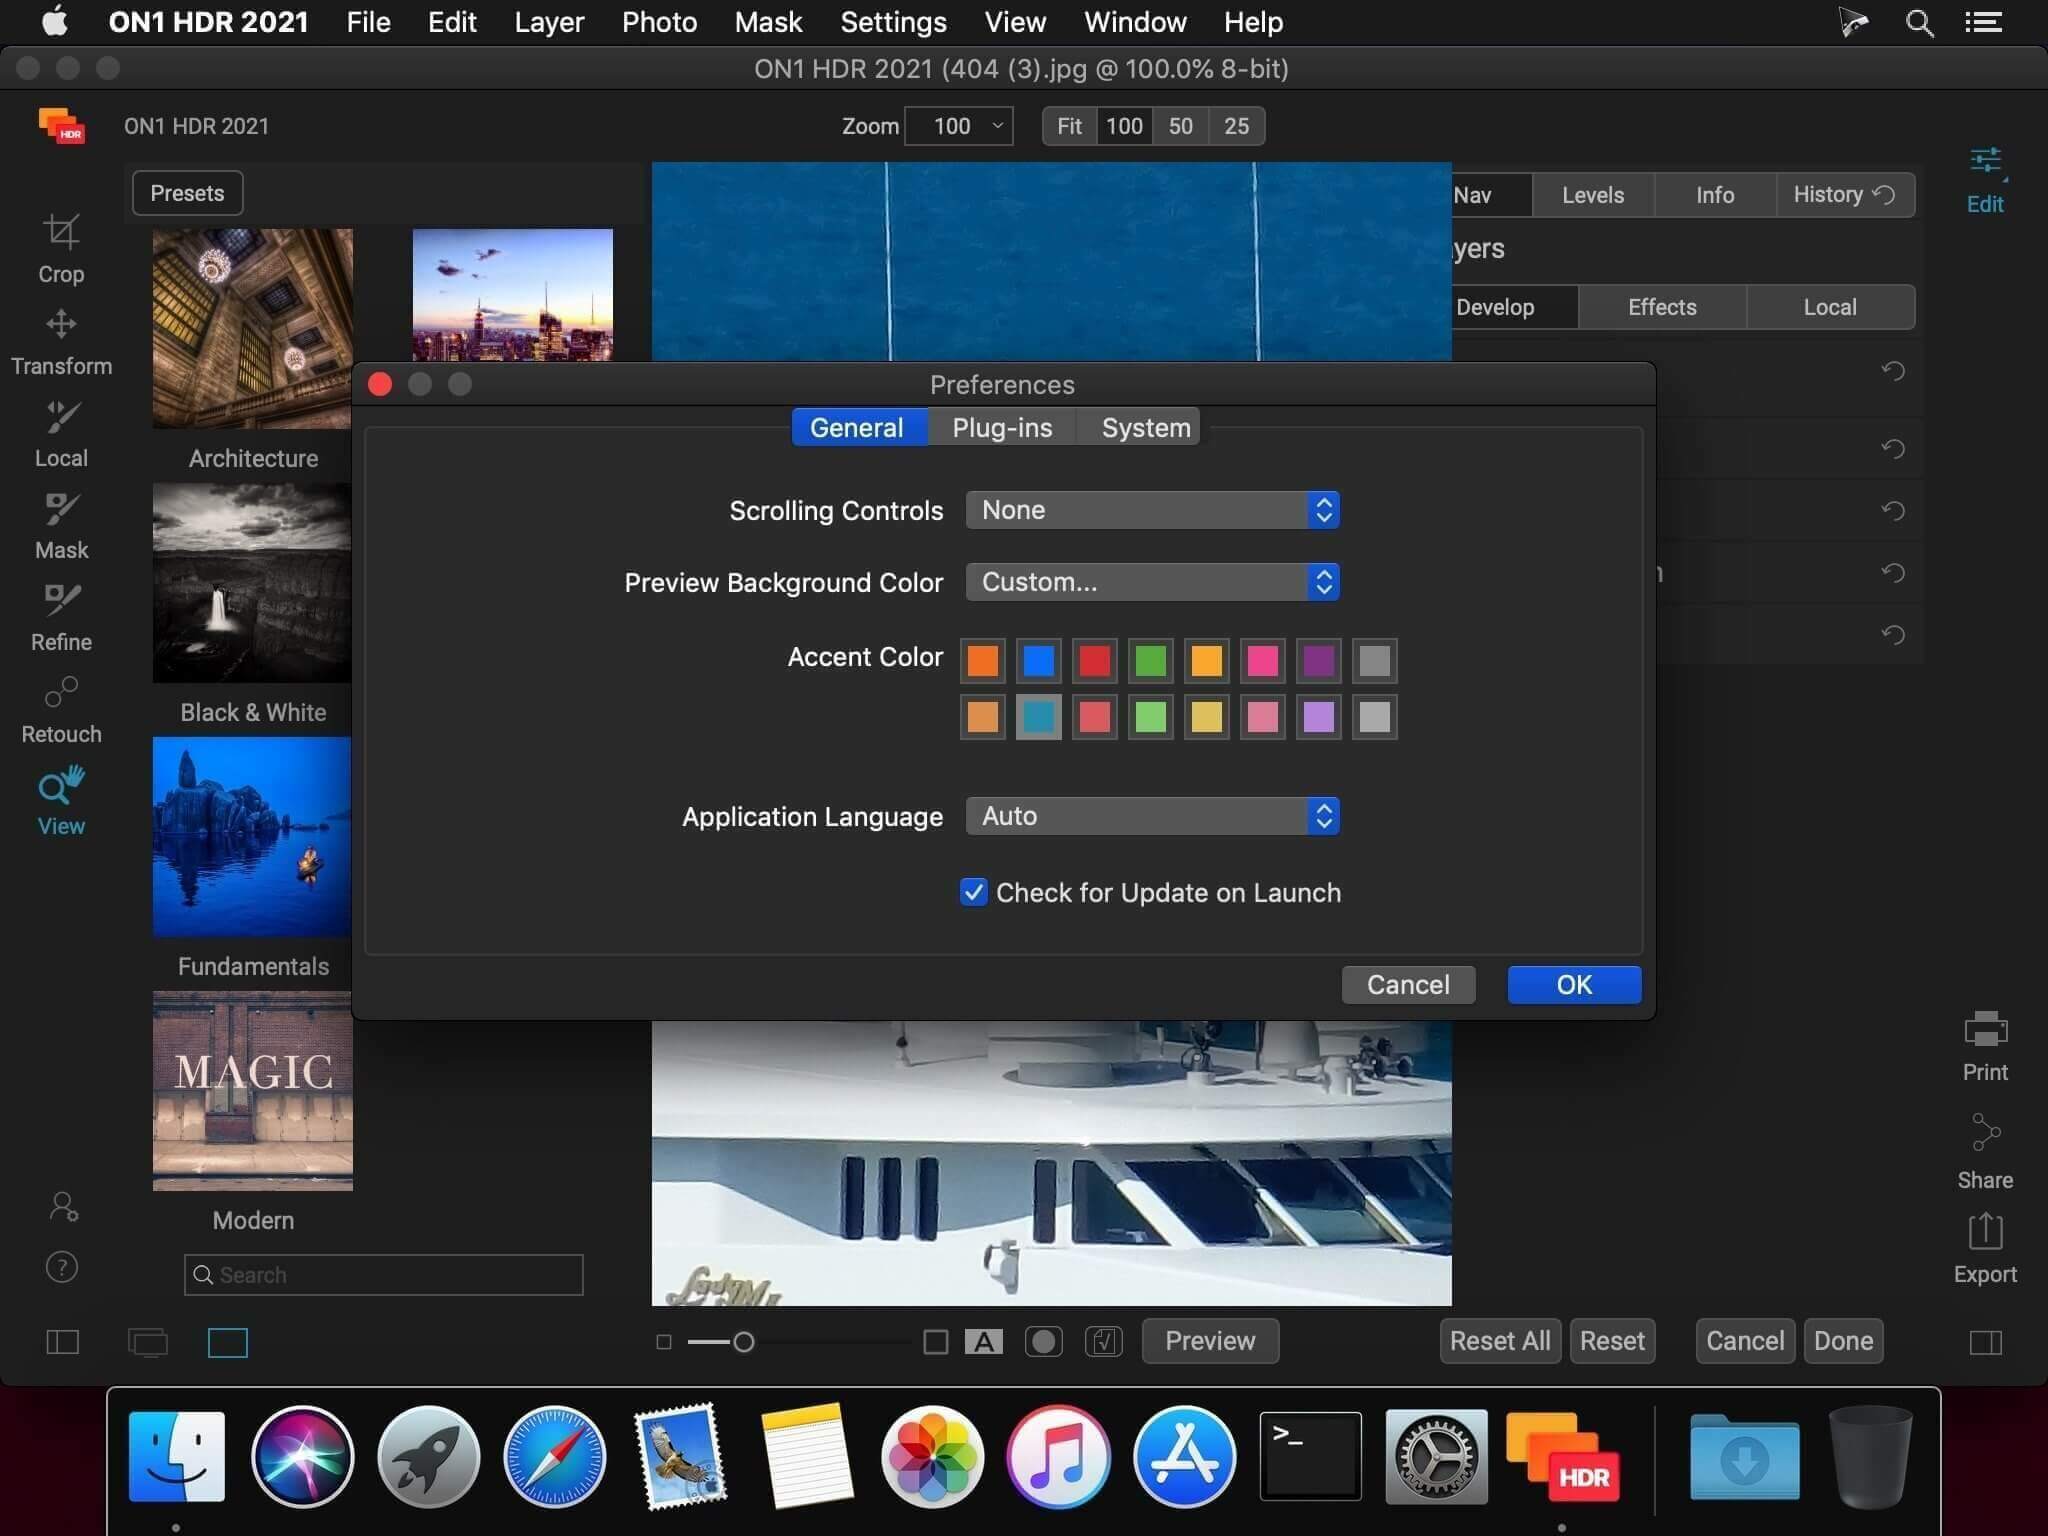 ON1 HDR 2021 File Edit Layer Photo Mask Settings View Window Help
ON1 HDR 2021 (404 (3).jpg @ 100.0% 8-bit)
HDR
ON1 HDR 2021
Zoom 100 Fit 100 50 25
Presets
Nav Levels Info History
Edit
Crop
yers
Develop Effects Local
Transform
Preferences
General Plug-ins System
Local
Architecture
Scrolling Controls None
Mask
Preview Background Color Custom...
Refine
Accent Color
Black & White
Retouch
Application Language Auto
View
Check for Update on Launch
Fundamentals
Cancel OK
MAGIC
Print
Share
Modern
Search
Export
A Preview Reset All Reset Cancel Done
>_
HDR